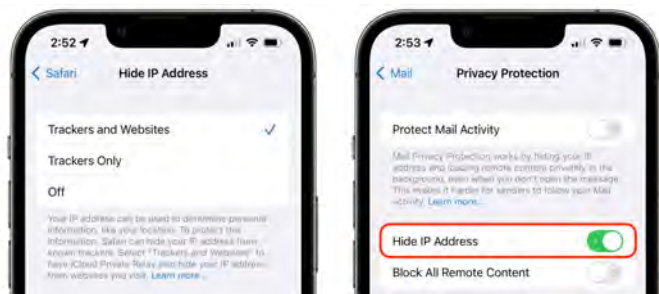 2:52
Safari
Hide IP Address
Trackers and Websites
Trackers Only
Off
Your IP address can be used to determine personal
information, like your location. To protect this
information, Safari can hide your IP address from
known trackers. Select "Trackers and Websites" to
have iCloud Private Relay also hide your IP address
from websites you visit. Learn more...
2:53
Mail
Privacy Protection
Protect Mail Activity
Mail Privacy Protection works by hiding your IP
address and loading remote content privately in the
background, even when you don't open the message.
This makes it harder for senders to follow your Mail
activity. Learn more...
Hide IP Address
Block All Remote Content